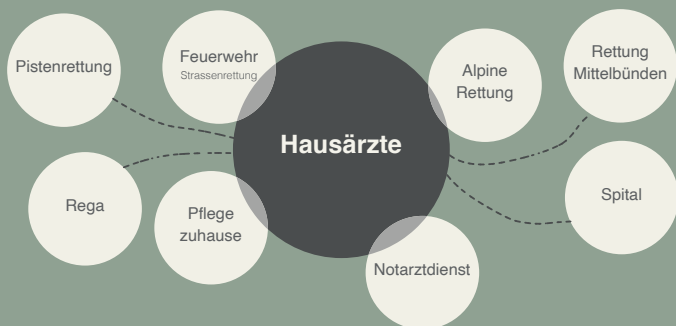 Pistenrettung
Feuerwehr
Strassenrettung
Alpine
Rettung
Rettung
Mittelbünden
Hausärzte
Rega
Pflege
zuhause
Spital
Notarztdienst